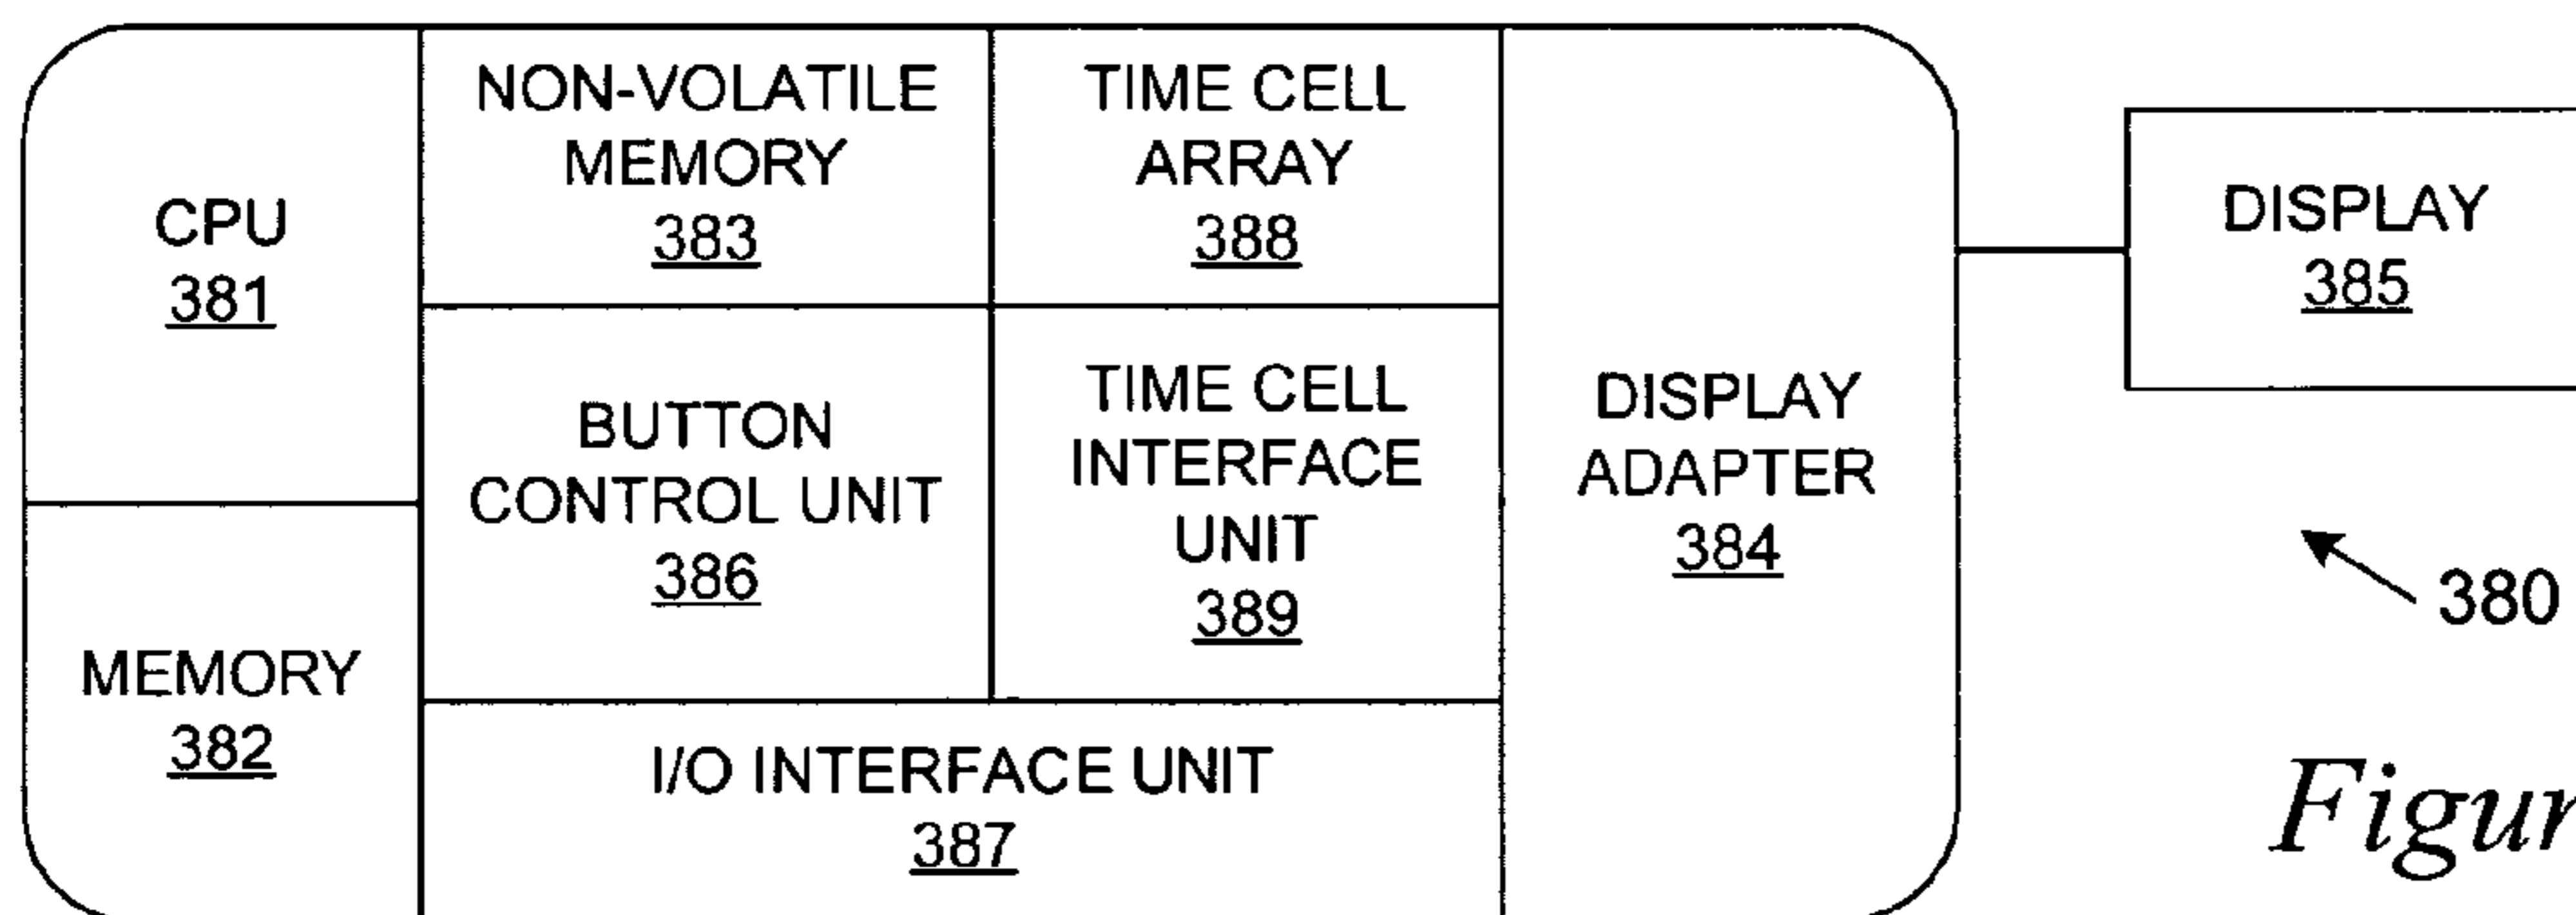 CPU
381
MEMORY
382
NON-VOLATILE
MEMORY
383
TIME CELL
ARRAY
388
BUTTON
CONTROL UNIT
386
TIME CELL
INTERFACE
UNIT
389
I/O INTERFACE UNIT
387
DISPLAY
ADAPTER
384
DISPLAY
385
380
Figur